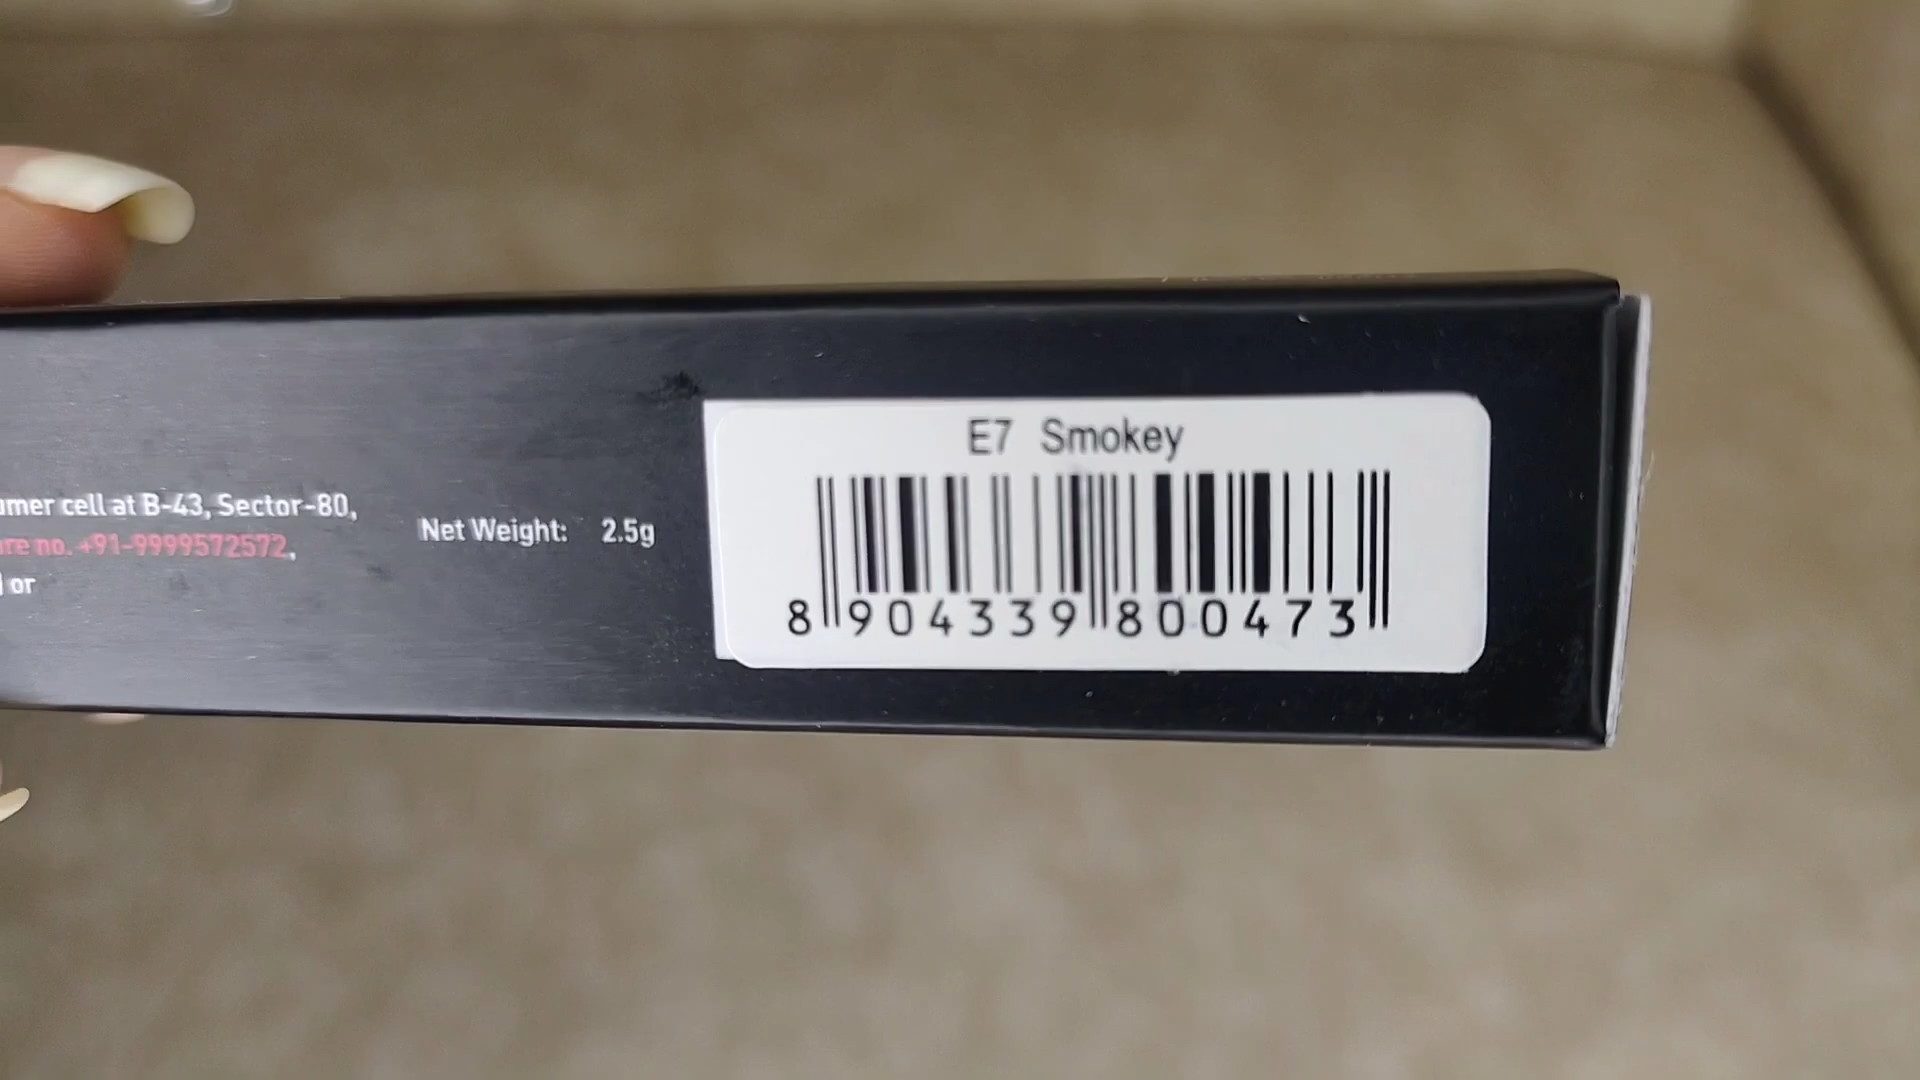 umer cell at B-43, Sector-80,
are no. +91-9999572572,
or
Net Weight: 2.5g
E7 Smokey
8 904339 800473